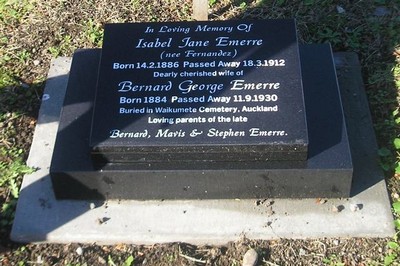 In Loving Memory Of
Isabel Jane Emerre
(nee Fernandez)
Born 14.2.1886 Passed Away 18.3.1912
Dearly cherished wife of
Bernard George Emerre
Born 1884 Passed Away 11.9.1930
Buried in Waikumete Cemetery, Auckland
Loving parents of the late
Bernard, Mavis & Stephen Emerre.